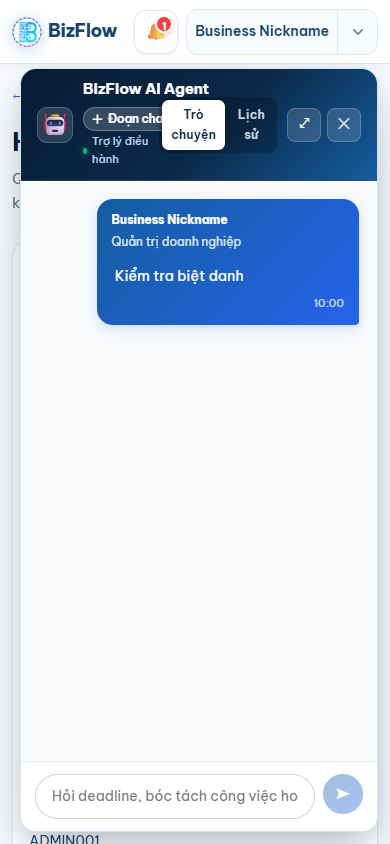 BizFlow
1
Business Nickname
BizFlow AI Agent
+ Đoạn cha
Trợ lý điều
hành
Trò
chuyện
Lịch
sử
Business Nickname
Quản trị doanh nghiệp
Kiểm tra biệt danh
10:00
Hỏi deadline, bóc tách công việc ho
ADMIN001